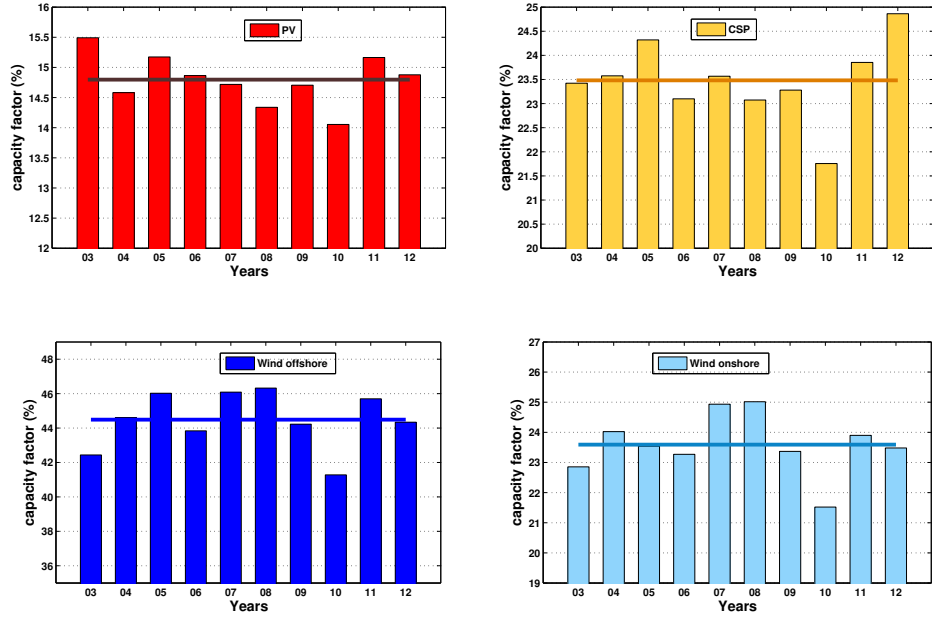 PV
capacity factor (%)
16
15.5
15
14.5
14
13.5
13
12.5
12
03 04 05 06 07 08 09 10 11 12
Years
CSP
capacity factor (%)
25
24.5
24
23.5
23
22.5
22
21.5
21
20.5
20
03 04 05 06 07 08 09 10 11 12
Years
Wind offshore
capacity factor (%)
48
46
44
42
40
38
36
03 04 05 06 07 08 09 10 11 12
Years
Wind onshore
capacity factor (%)
27
26
25
24
23
22
21
20
19
03 04 05 06 07 08 09 10 11 12
Years